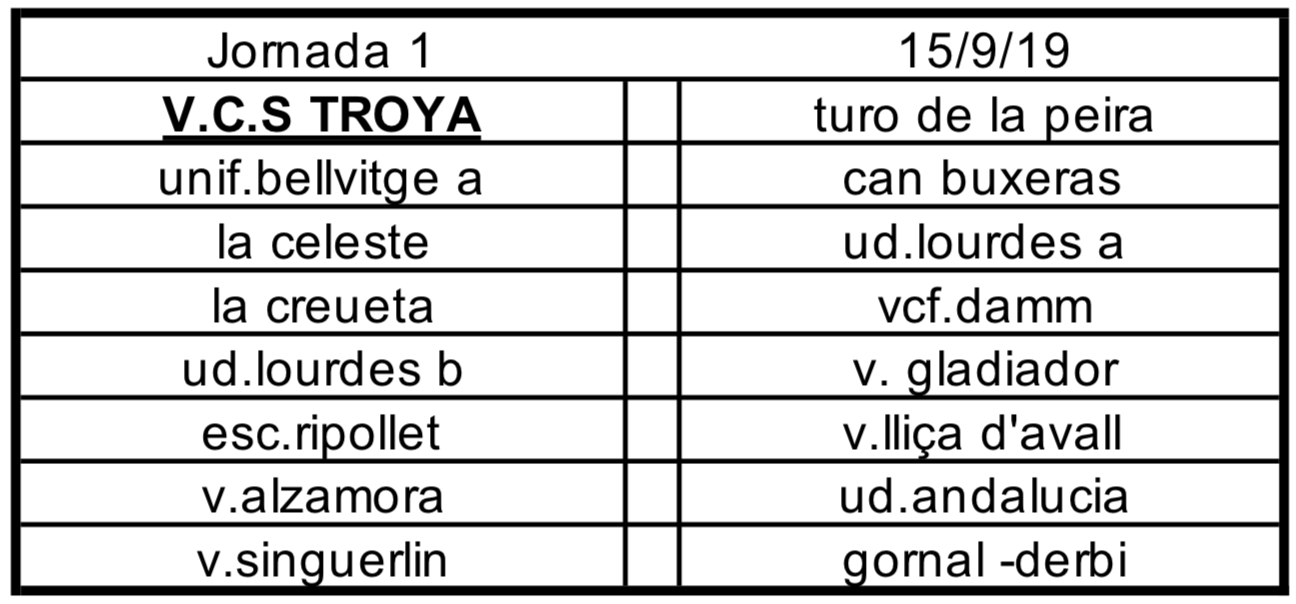 Jornada 1 15/9/19
V.C.S TROYA turo de la peira
unif.bellvitge a can buxeras
la celeste ud.lourdes a
la creueta vcf.damm
ud.lourdes b v. gladiador
esc.ripollet v.lliça d'avall
v.alzamora ud.andalucia
v.singuerlin gornal -derbi